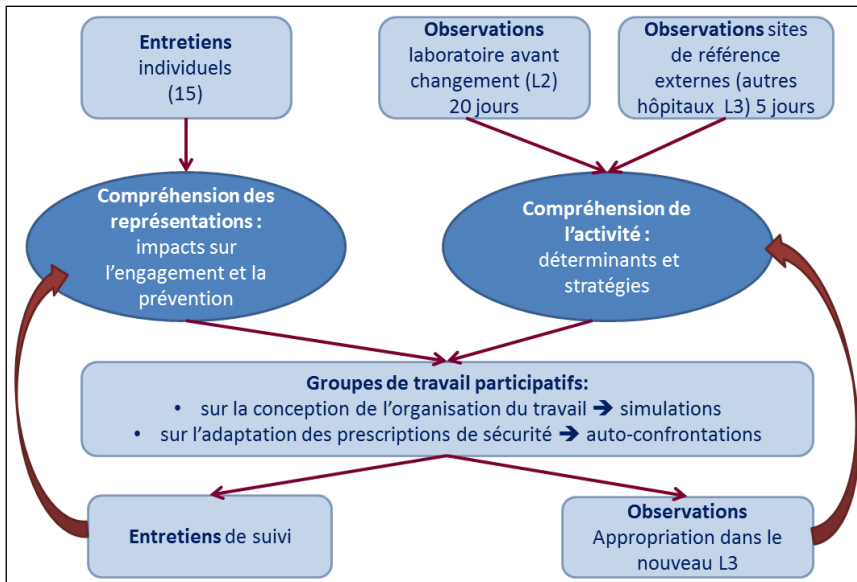 Entretiens
individuels
(15)
Observations
laboratoire avant
changement (L2)
20 jours
Observations sites
de référence
externes (autres
hôpitaux L3) 5 jours
Compréhension des
représentations :
impacts sur
l'engagement et la
prévention
Compréhension de
l'activité :
déterminants et
stratégies
Groupes de travail participatifs:
• sur la conception de l'organisation du travail ➔ simulations
• sur l'adaptation des prescriptions de sécurité ➔ auto-confrontations
Entretiens de suivi
Observations
Appropriation dans le
nouveau L3